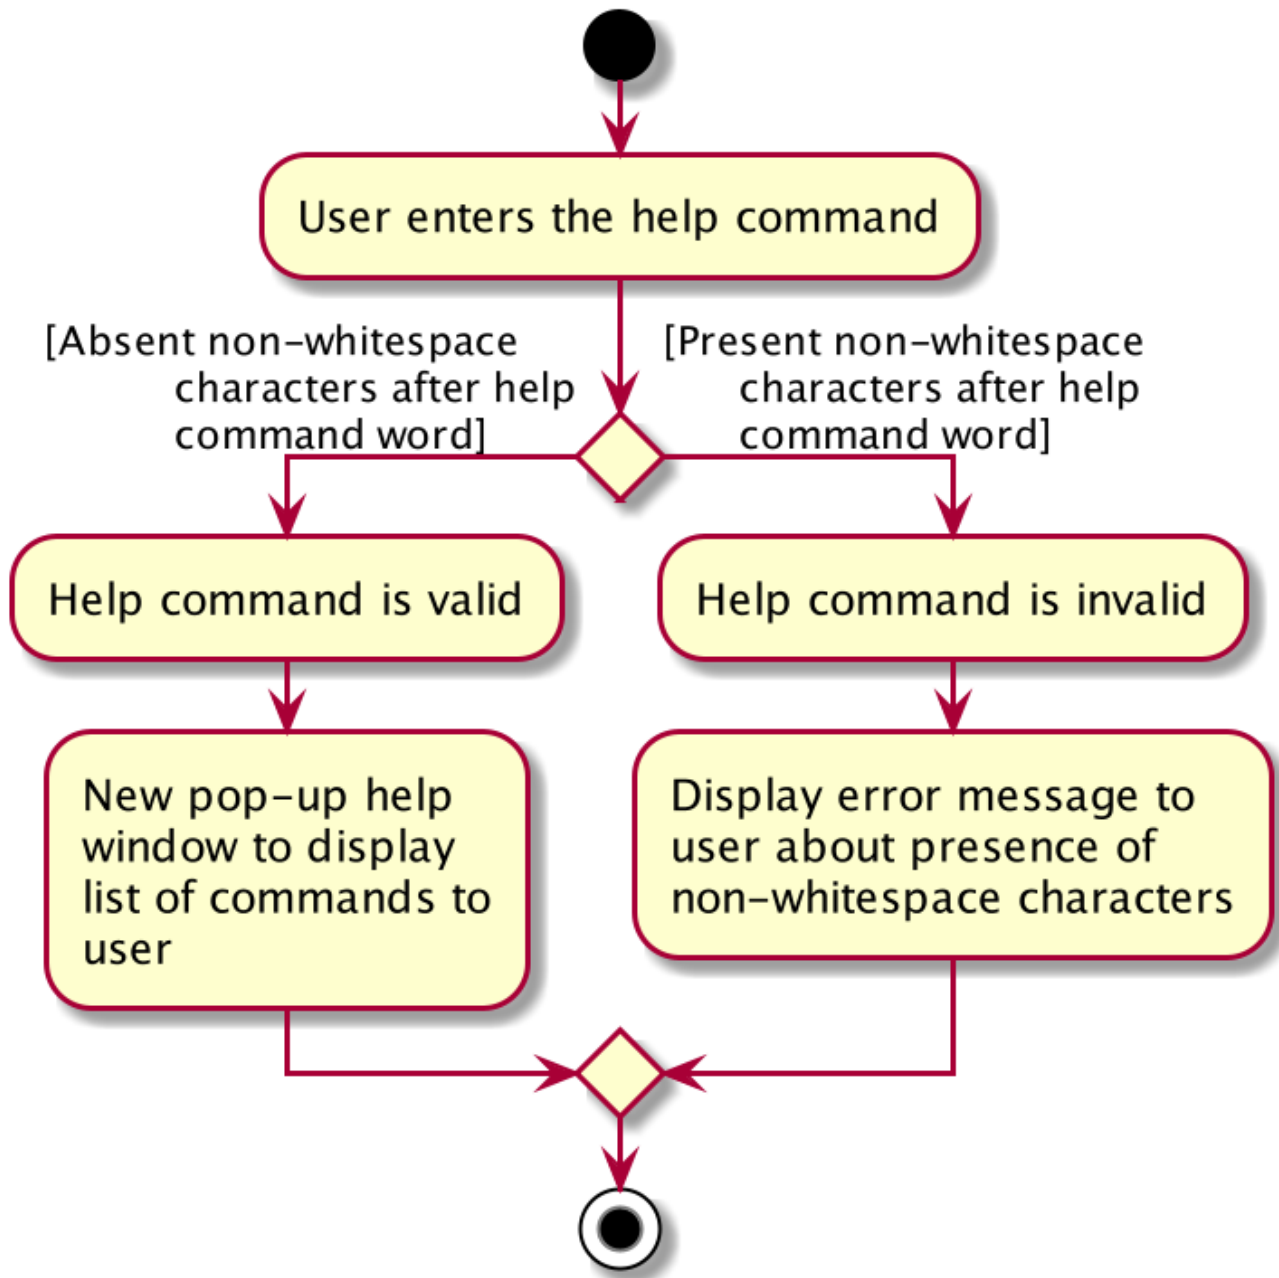 User enters the help command
[Absent non-whitespace
characters after help
command word]
[Present non-whitespace
characters after help
command word]
Help command is valid
Help command is invalid
New pop-up help
window to display
list of commands to
user
Display error message to
user about presence of
non-whitespace characters